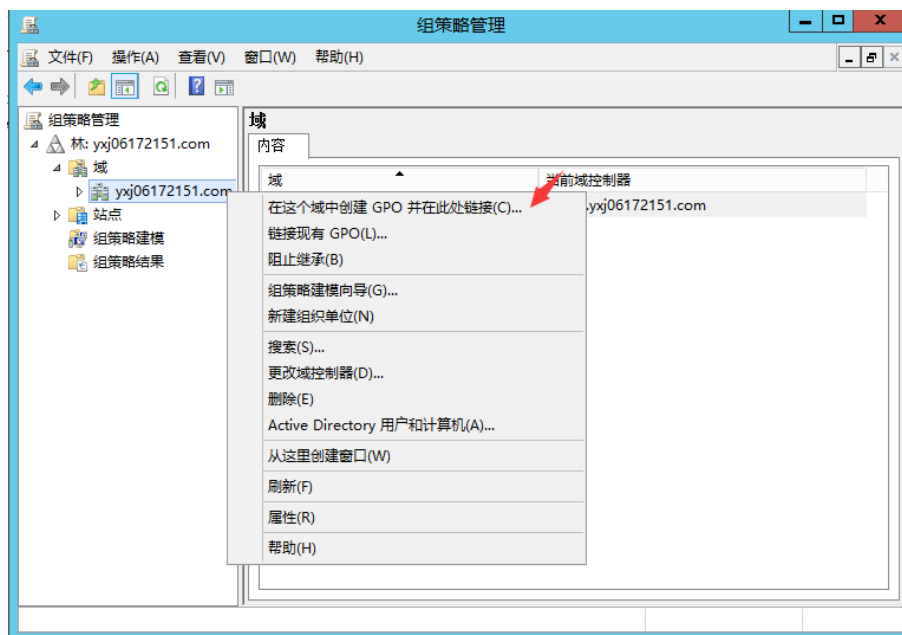 组策略管理
文件(F) 操作(A) 查看(V) 窗口(W) 帮助(H)
组策略管理
林: yxj06172151.com
域
yxj06172151.com
站点
组策略建模
组策略结果
域
内容
域 当前域控制器
.yxj06172151.com
在这个域中创建 GPO 并在此处链接(C)...
链接现有 GPO(L)...
阻止继承(B)
组策略建模向导(G)...
新建组织单位(N)
搜索(S)...
更改域控制器(D)...
删除(E)
Active Directory 用户和计算机(A)...
从这里创建窗口(W)
刷新(F)
属性(R)
帮助(H)